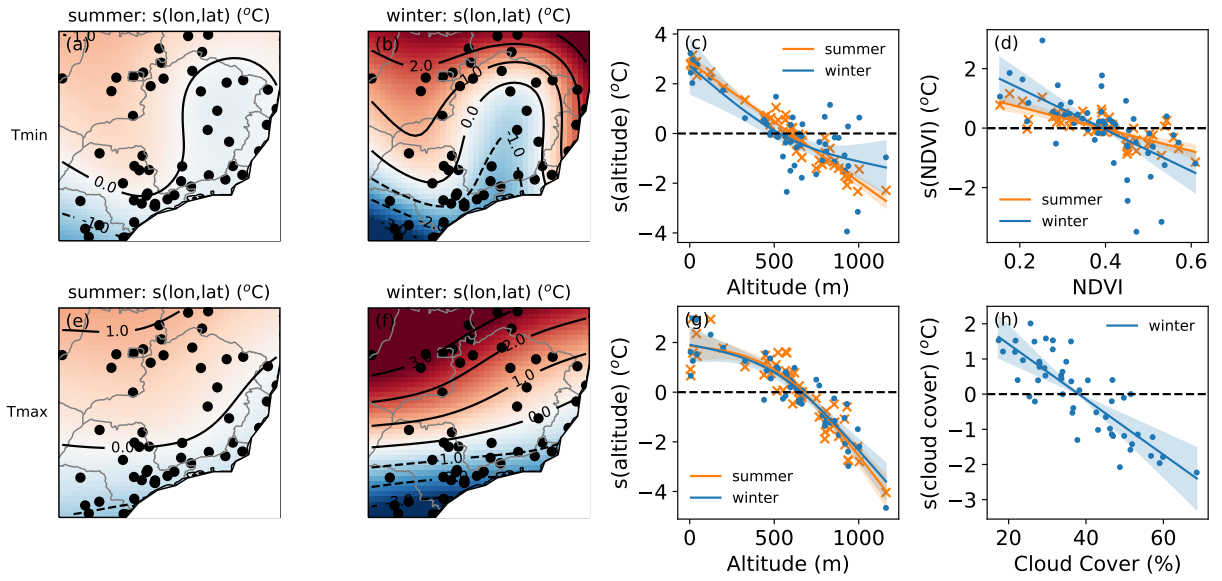 summer: s(lon,lat) (°C)
winter: s(lon,lat) (°C)
Tmin
(a)
-1.0
0.0
-1.0
(b)
2.0
1.0
0.0
-1.0
-2.0
(c)
summer
winter
4
2
0
−2
−4
s(altitude) (°C)
0
500
1000
Altitude (m)
(d)
summer
winter
2
0
−2
s(NDVI) (°C)
0.2
0.4
0.6
NDVI
summer: s(lon,lat) (°C)
winter: s(lon,lat) (°C)
Tmax
(e)
1.0
0.0
(f)
3.0
2.0
1.0
0.0
-1.0
(g)
summer
winter
2
0
−2
−4
s(altitude) (°C)
0
500
1000
Altitude (m)
(h)
winter
2
1
0
−1
−2
−3
s(cloud cover) (°C)
20
40
60
Cloud Cover (%)